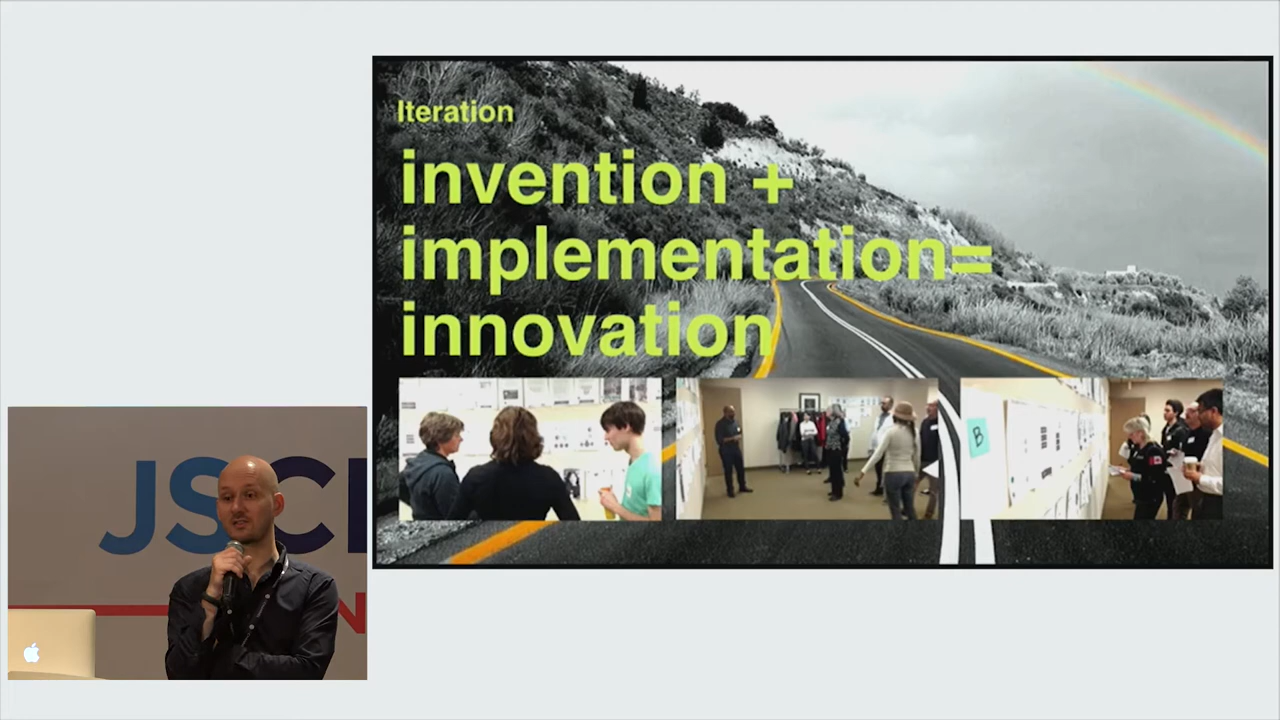 Iteration
invention +
implementation=
innovation
B
JSC